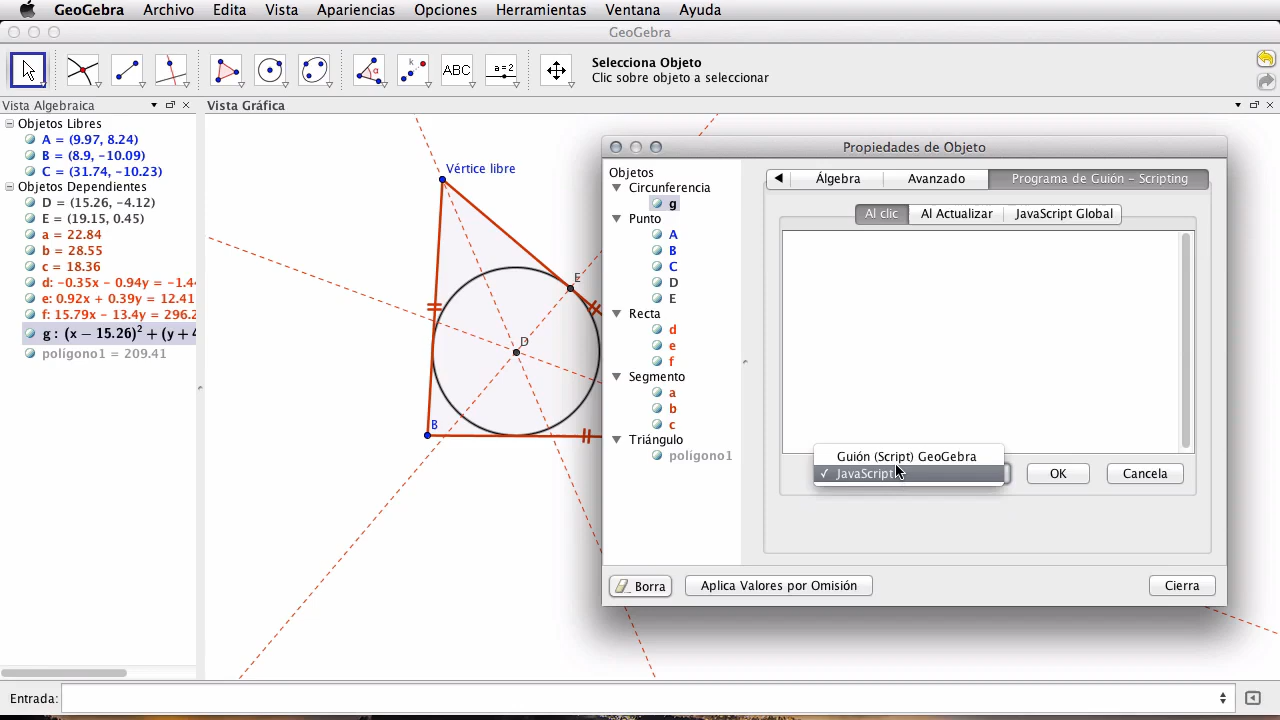 GeoGebra Archivo Edita Vista Apariencias Opciones Herramientas Ventana Ayuda
GeoGebra
ABC
a=2
k
α
Selecciona Objeto
Clic sobre objeto a seleccionar
Vista Algebraica
Vista Gráfica
Objetos Libres
A = (9.97, 8.24)
B = (8.9, -10.09)
C = (31.74, -10.23)
Objetos Dependientes
D = (15.26, -4.12)
E = (19.15, 0.45)
a = 22.84
b = 28.55
c = 18.36
d: -0.35x - 0.94y = -1.4
e: 0.92x + 0.39y = 12.41
f: 15.79x - 13.4y = 296.2
g: (x - 15.26)² + (y + 4
polígono1 = 209.41
Vértice libre
E
D
B
Propiedades de Objeto
Objetos
Circunferencia
g
Punto
A
B
C
D
E
Recta
d
e
f
Segmento
a
b
c
Triángulo
polígono1
Álgebra Avanzado Programa de Guión - Scripting
Al clic Al Actualizar JavaScript Global
Guión (Script) GeoGebra
✓ JavaScript
OK Cancela
Borra Aplica Valores por Omisión Cierra
Entrada: